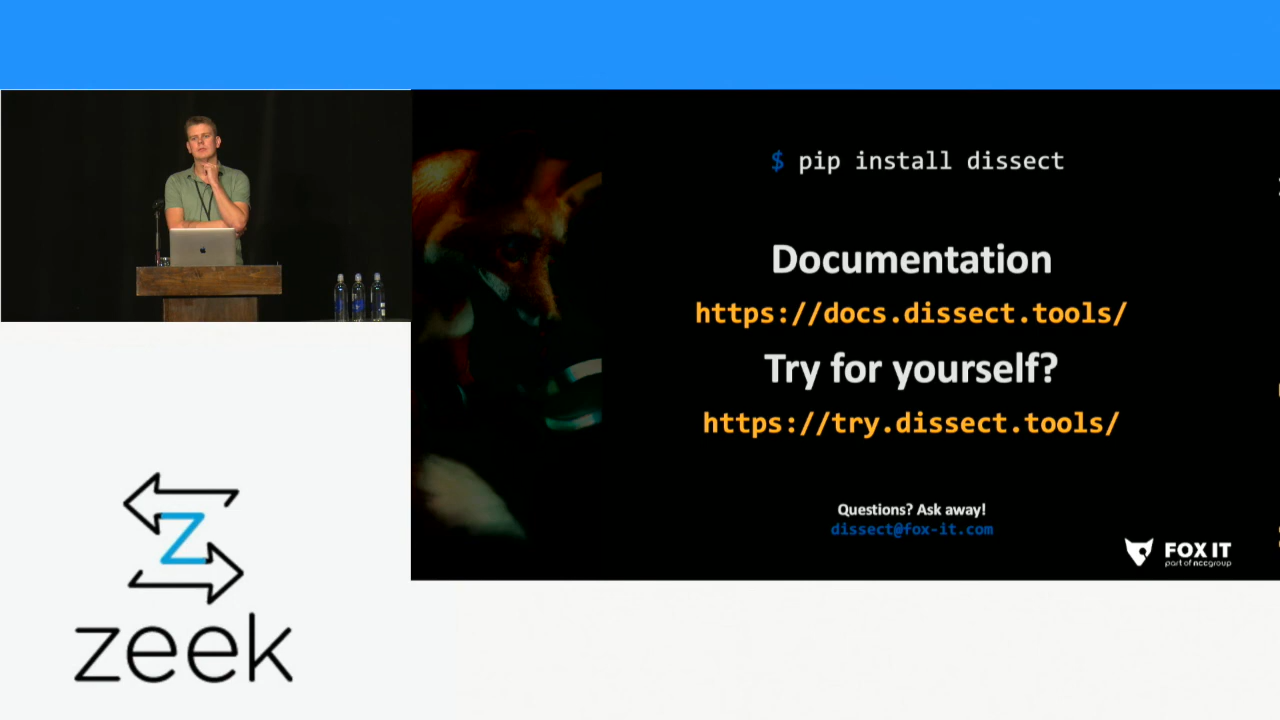 $ pip install dissect
Documentation
https://docs.dissect.tools/
Try for yourself?
https://try.dissect.tools/
Questions? Ask away!
dissect@fox-it.com
FOX IT
part of nccgroup
Z
zeek